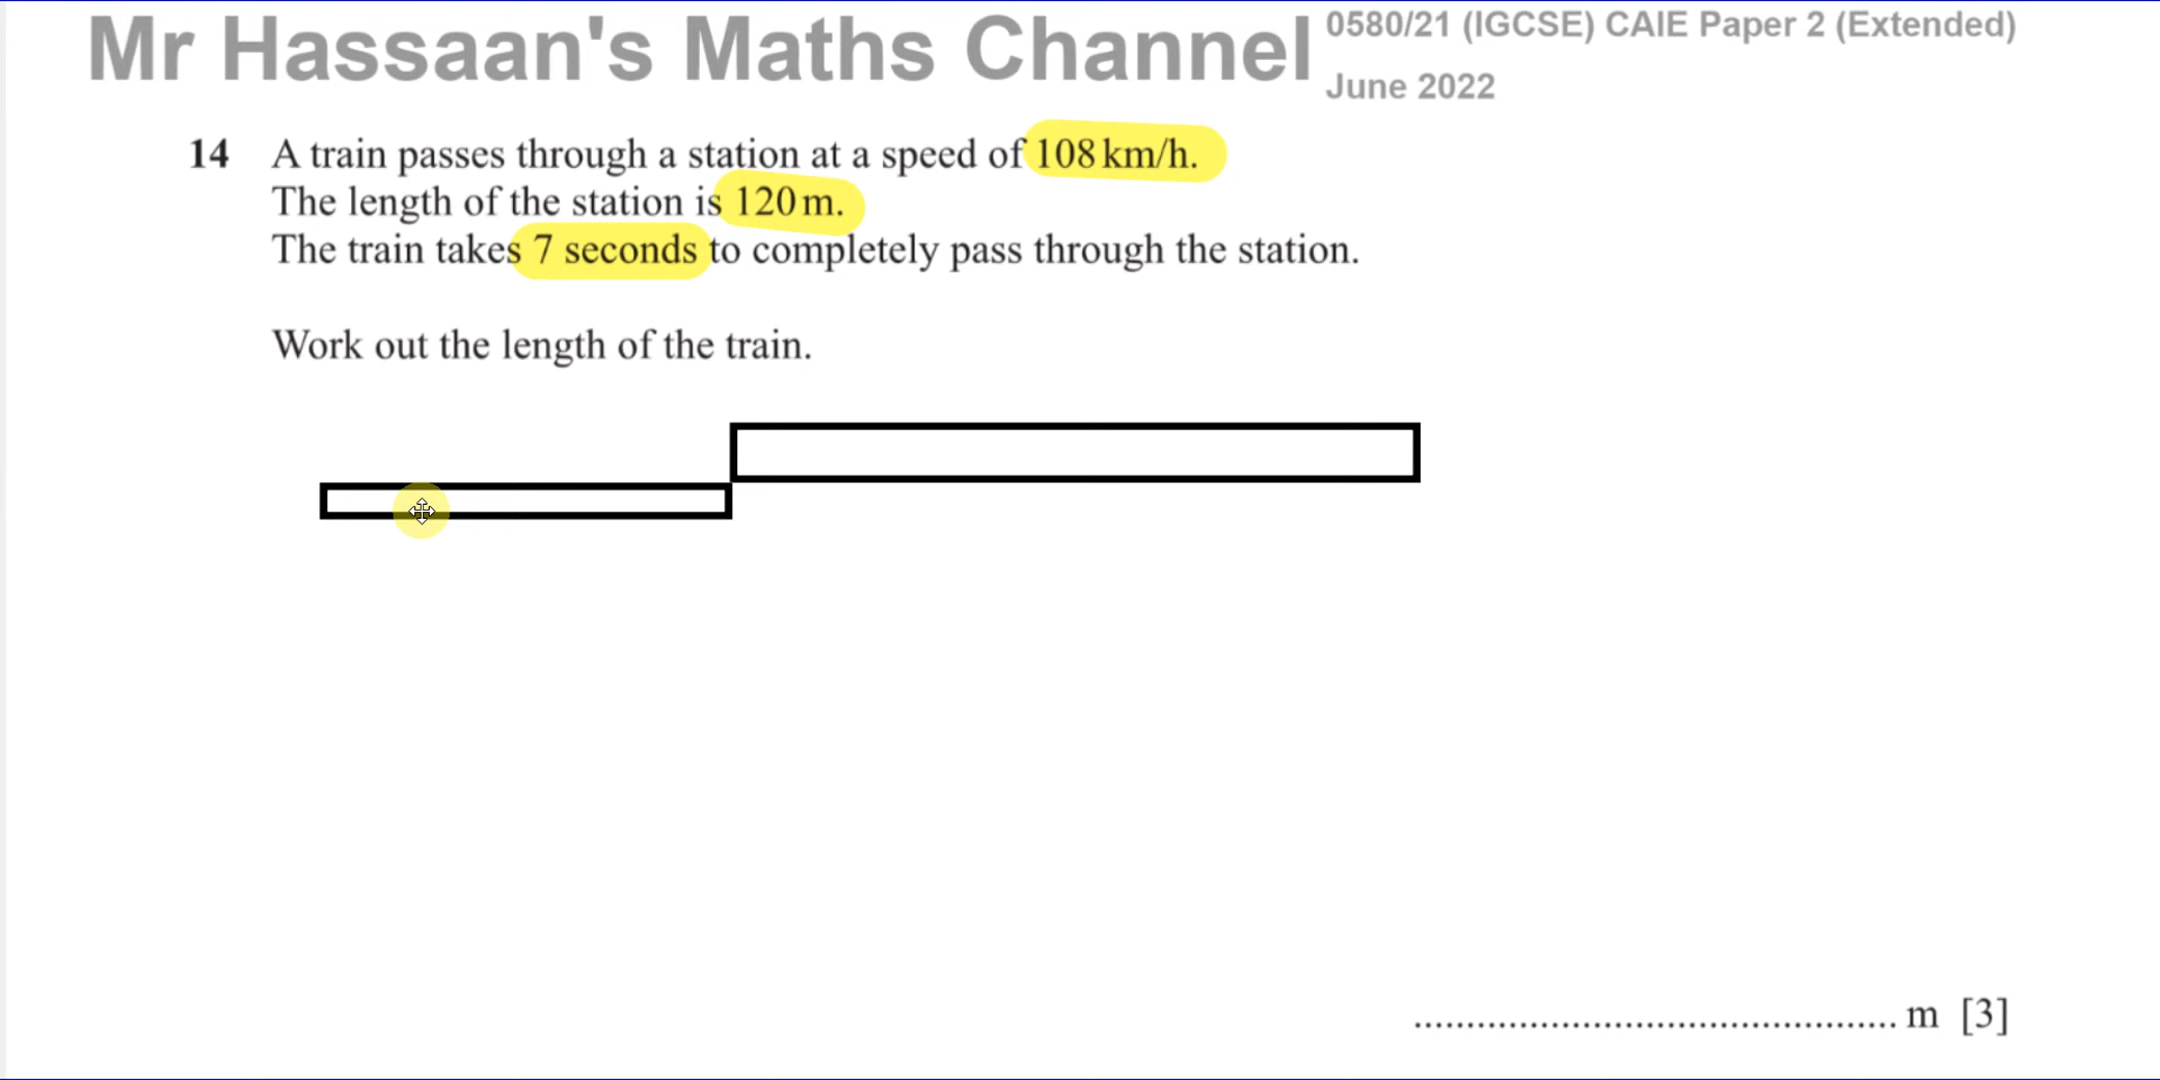 Mr Hassaan's Maths Channel
0580/21 (IGSCE) CAIE Paper 2 (Extended)
June 2022
14 A train passes through a station at a speed of 108 km/h.
The length of the station is 120 m.
The train takes 7 seconds to completely pass through the station.
Work out the length of the train.
.............................................. m [3]